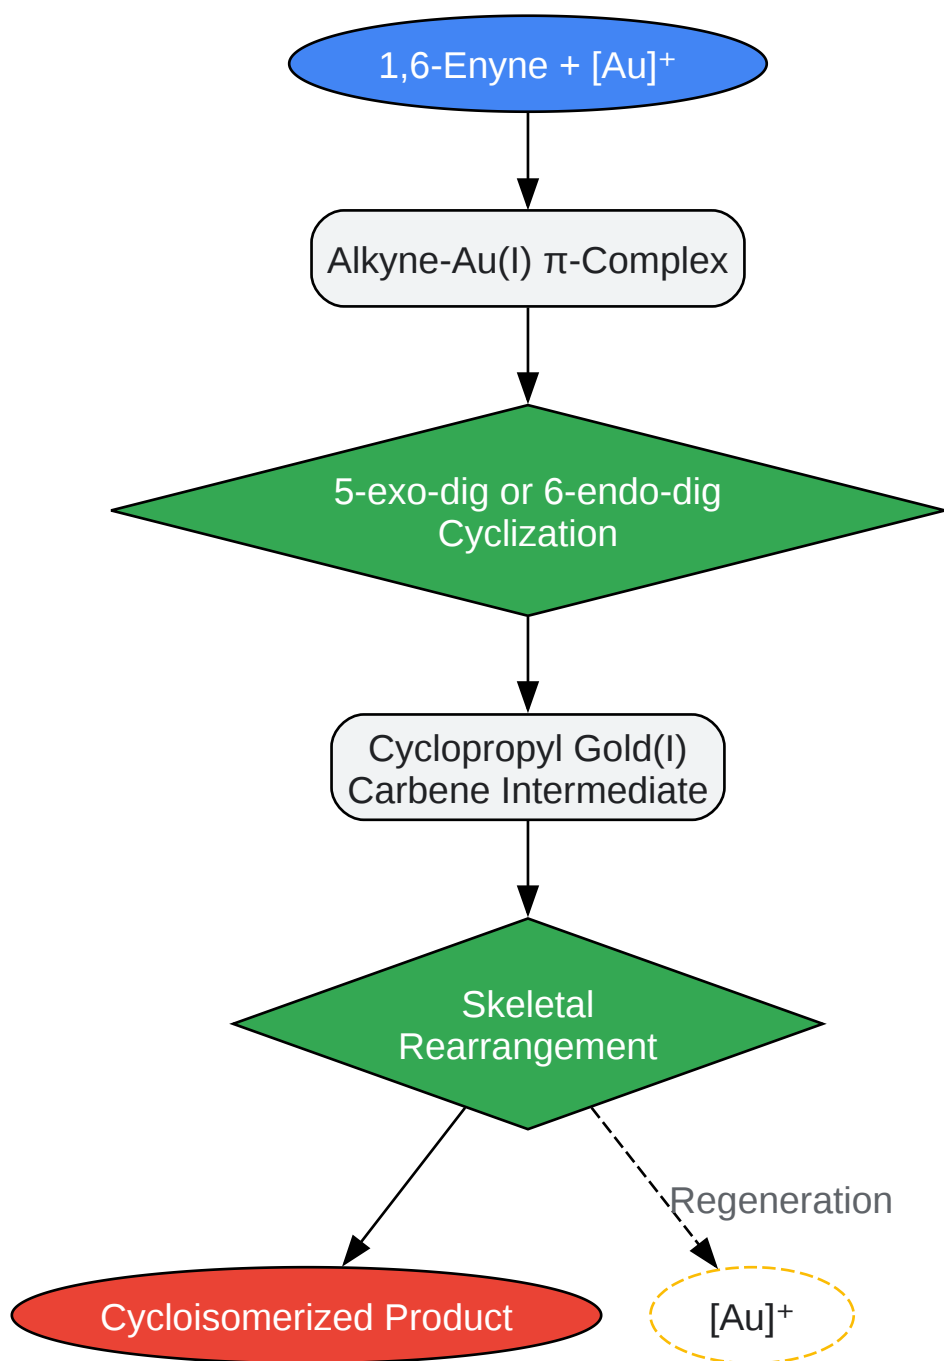 1,6-Enyne + [Au]⁺
Alkyne-Au(I) π-Complex
5-exo-dig or 6-endo-dig
Cyclization
Cyclopropyl Gold(I)
Carbene Intermediate
Skeletal
Rearrangement
Regeneration
Cycloisomerized Product
[Au]⁺